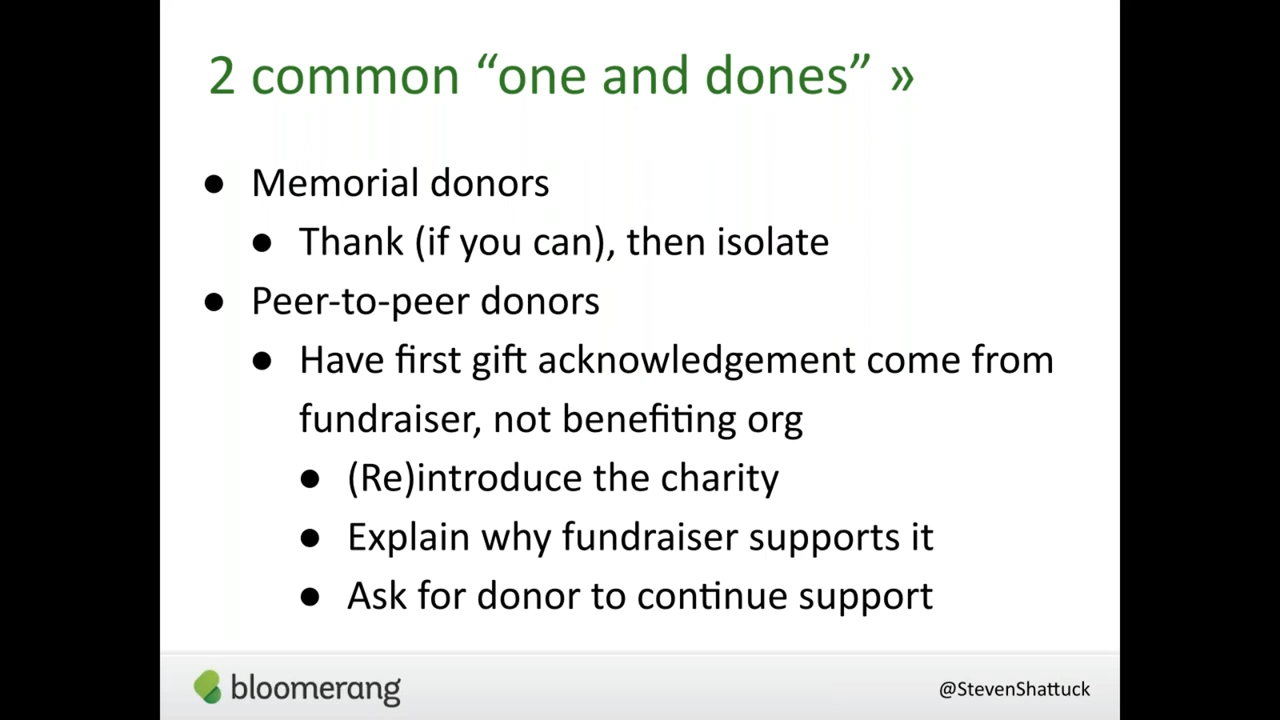 2 common “one and dones” »
● Memorial donors
● Thank (if you can), then isolate
● Peer-to-peer donors
● Have first gift acknowledgement come from
fundraiser, not benefiting org
● (Re)introduce the charity
● Explain why fundraiser supports it
● Ask for donor to continue support
bloomerang
@StevenShattuck